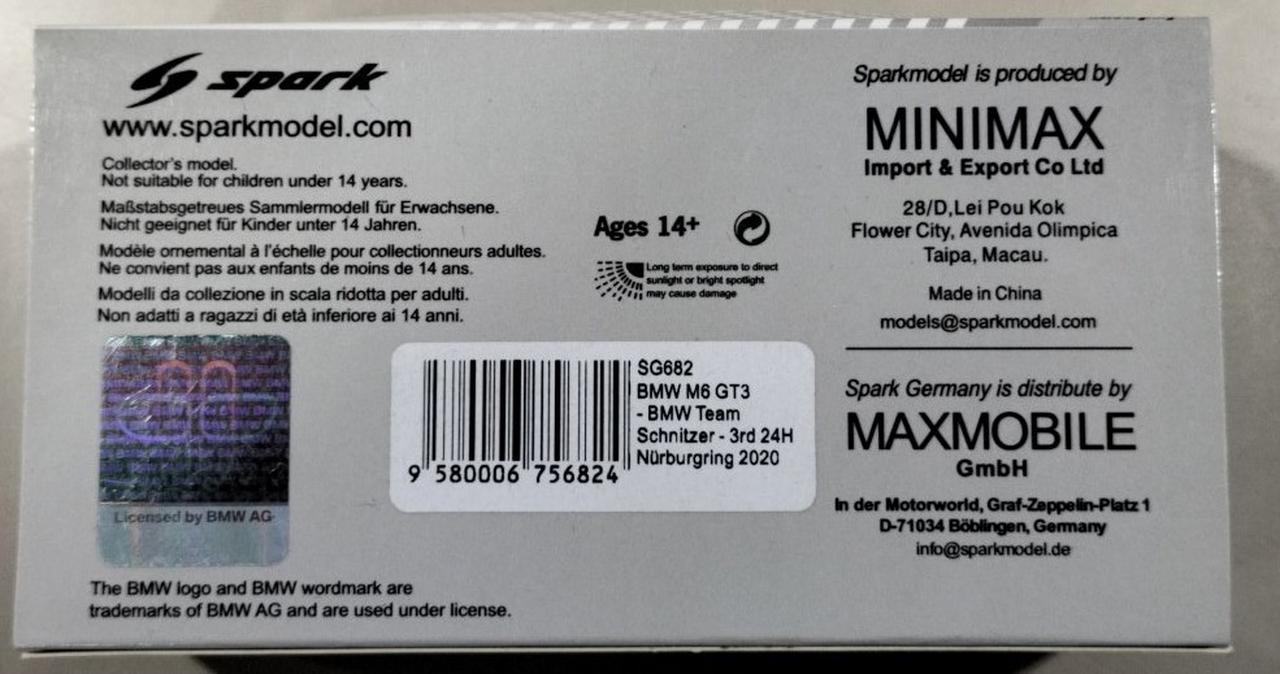 spark
www.sparkmodel.com
Collector's model.
Not suitable for children under 14 years.
Maßstabsgetreues Sammlermodell für Erwachsene.
Nicht geeignet für Kinder unter 14 Jahren.
Modèle ornemental à l'échelle pour collectionneurs adultes.
Ne convient pas aux enfants de moins de 14 ans.
Modelli da collezione in scala ridotta per adulti.
Non adatti a ragazzi di età inferiore ai 14 anni.
Licensed by BMW AG
The BMW logo and BMW wordmark are
trademarks of BMW AG and are used under license.
Ages 14+
Long term exposure to direct
sunlight or bright spotlight
may cause damage
SG682
BMW M6 GT3
- BMW Team
Schnitzer - 3rd 24H
Nürburgring 2020
9 580006 756824
Sparkmodel is produced by
MINIMAX
Import & Export Co Ltd
28/D,Lei Pou Kok
Flower City, Avenida Olimpica
Taipa, Macau.
Made in China
models@sparkmodel.com
Spark Germany is distribute by
MAXMOBILE
GmbH
In der Motorworld, Graf-Zeppelin-Platz 1
D-71034 Böblingen, Germany
info@sparkmodel.de